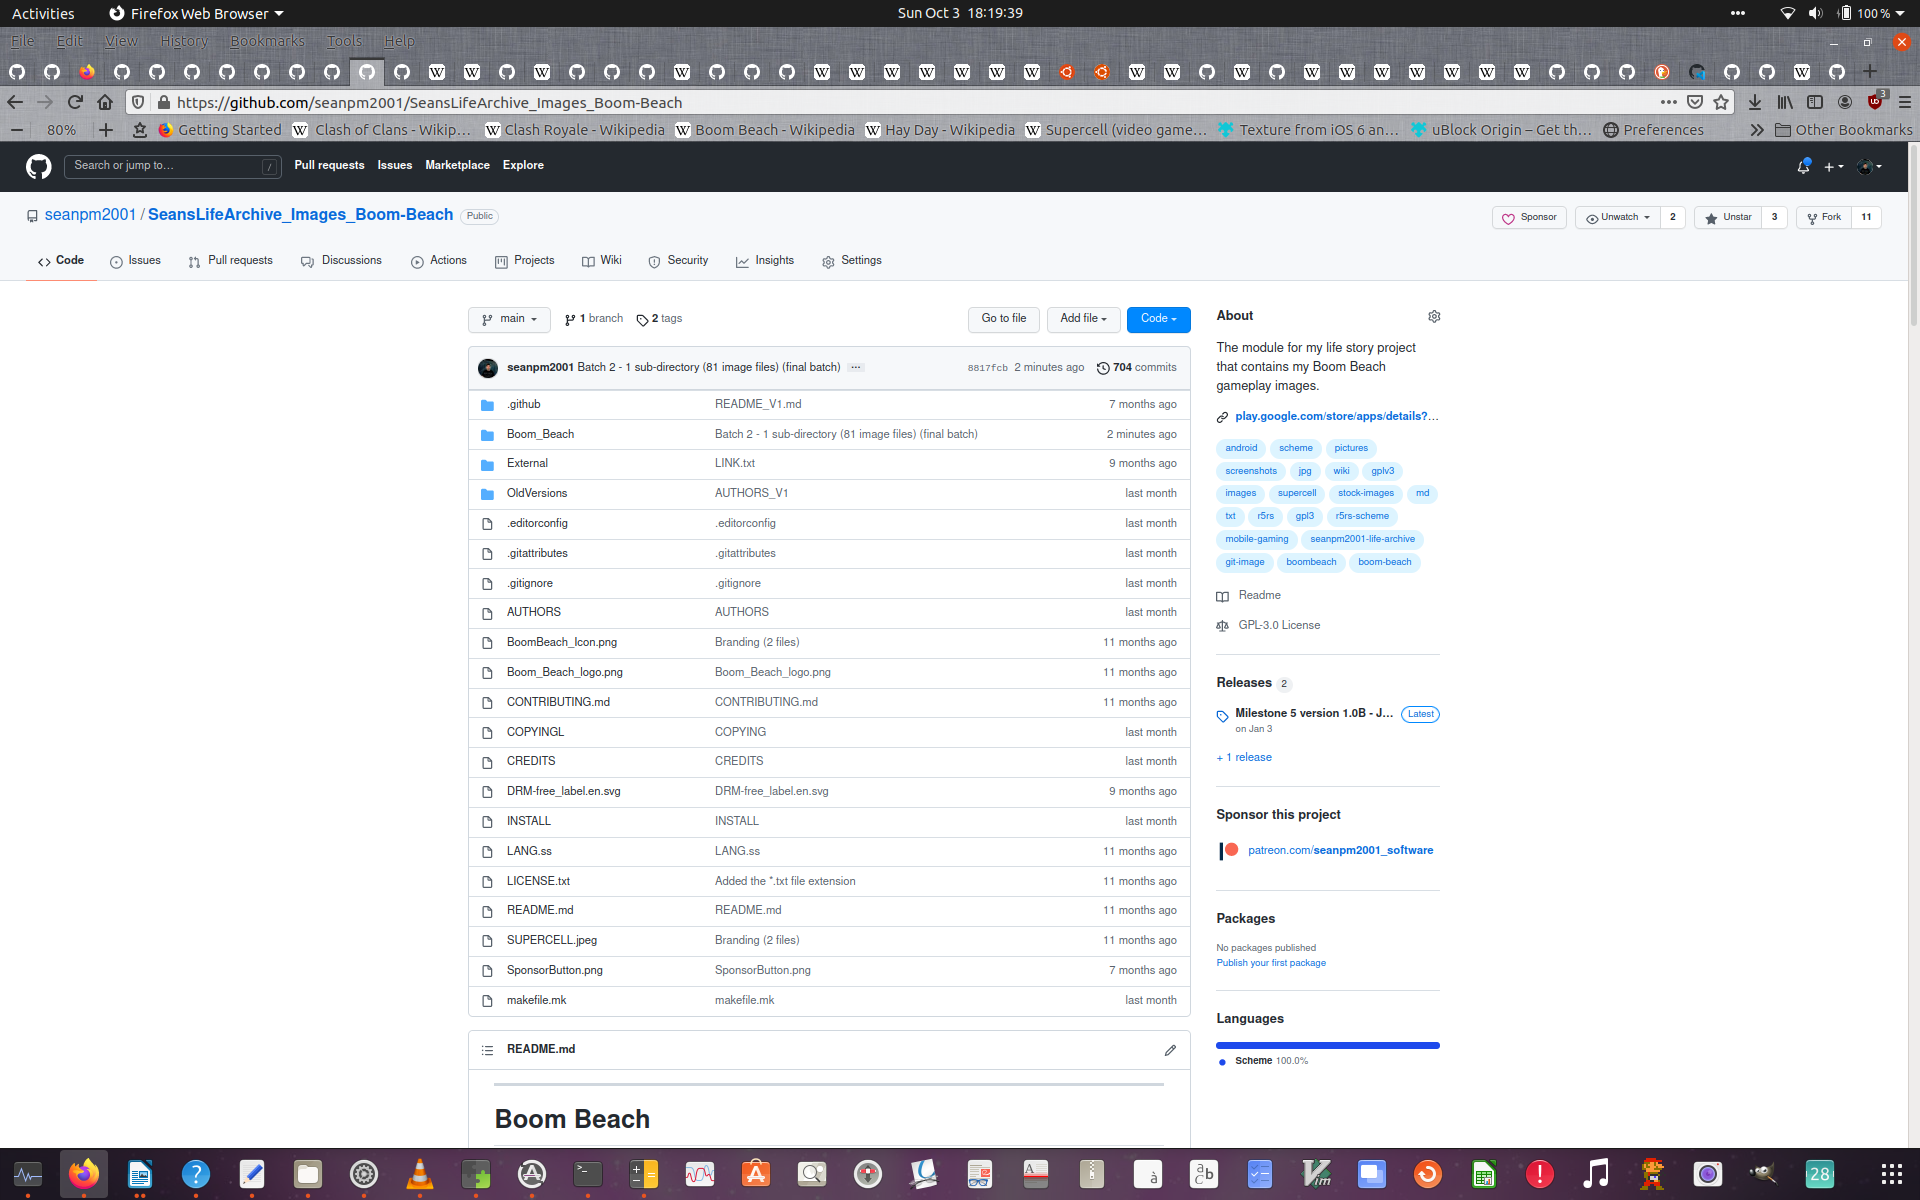 Activities Firefox Web Browser Sun Oct 3 18:19:39 100 %
File Edit View History Bookmarks Tools Help
https://github.com/seanpm2001/SeansLifeArchive_Images_Boom-Beach 3
80% Getting Started Clash of Clans - Wikip… Clash Royale - Wikipedia Boom Beach - Wikipedia Hay Day - Wikipedia Supercell (video game… Texture from iOS 6 an… uBlock Origin – Get th… Preferences Other Bookmarks
Search or jump to… / Pull requests Issues Marketplace Explore
seanpm2001 / SeansLifeArchive_Images_Boom-Beach Public Sponsor Unwatch 2 Unstar 3 Fork 11
Code Issues Pull requests Discussions Actions Projects Wiki Security Insights Settings
main 1 branch 2 tags Go to file Add file Code
seanpm2001 Batch 2 - 1 sub-directory (81 image files) (final batch) ... 8817fcb 2 minutes ago 704 commits
.github README_V1.md 7 months ago
Boom_Beach Batch 2 - 1 sub-directory (81 image files) (final batch) 2 minutes ago
External LINK.txt 9 months ago
OldVersions AUTHORS_V1 last month
.editorconfig .editorconfig last month
.gitattributes .gitattributes last month
.gitignore .gitignore last month
AUTHORS AUTHORS last month
BoomBeach_Icon.png Branding (2 files) 11 months ago
Boom_Beach_logo.png Boom_Beach_logo.png 11 months ago
CONTRIBUTING.md CONTRIBUTING.md 11 months ago
COPYINGL COPYING last month
CREDITS CREDITS last month
DRM-free_label.en.svg DRM-free_label.en.svg 9 months ago
INSTALL INSTALL last month
LANG.ss LANG.ss 11 months ago
LICENSE.txt Added the *.txt file extension 11 months ago
README.md README.md 11 months ago
SUPERCELL.jpeg Branding (2 files) 11 months ago
SponsorButton.png SponsorButton.png 7 months ago
makefile.mk makefile.mk last month
README.md
Boom Beach
About
The module for my life story project
that contains my Boom Beach
gameplay images.
play.google.com/store/apps/details?…
android scheme pictures
screenshots jpg wiki gplv3
images supercell stock-images md
txt r5rs gpl3 r5rs-scheme
mobile-gaming seanpm2001-life-archive
git-image boombeach boom-beach
Readme
GPL-3.0 License
Releases 2
Milestone 5 version 1.0B - J... Latest
on Jan 3
+ 1 release
Sponsor this project
patreon.com/seanpm2001_software
Packages
No packages published
Publish your first package
Languages
Scheme 100.0%
28